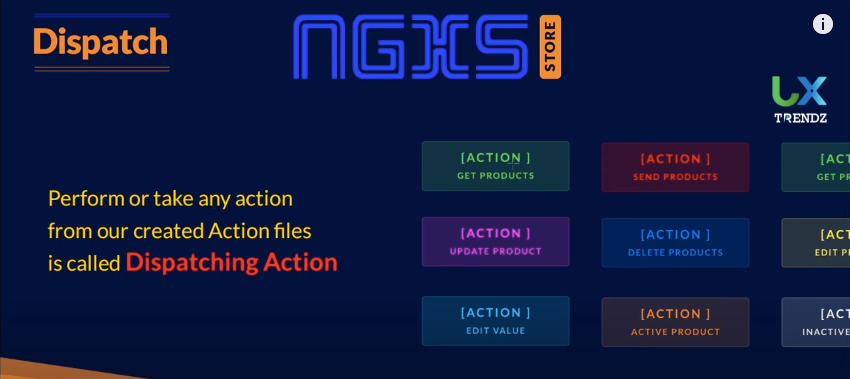 Dispatch
NGXS
STORE
i
UX
TRENDZ
Perform or take any action
from our created Action files
is called Dispatching Action
[ACTION ]
GET PRODUCTS
[ACTION ]
SEND PRODUCTS
[ACT
GET PR
[ACTION ]
UPDATE PRODUCT
[ACTION ]
DELETE PRODUCTS
[ACT
EDIT P
[ACTION ]
EDIT VALUE
[ACTION ]
ACTIVE PRODUCT
[ACT
INACTIVE